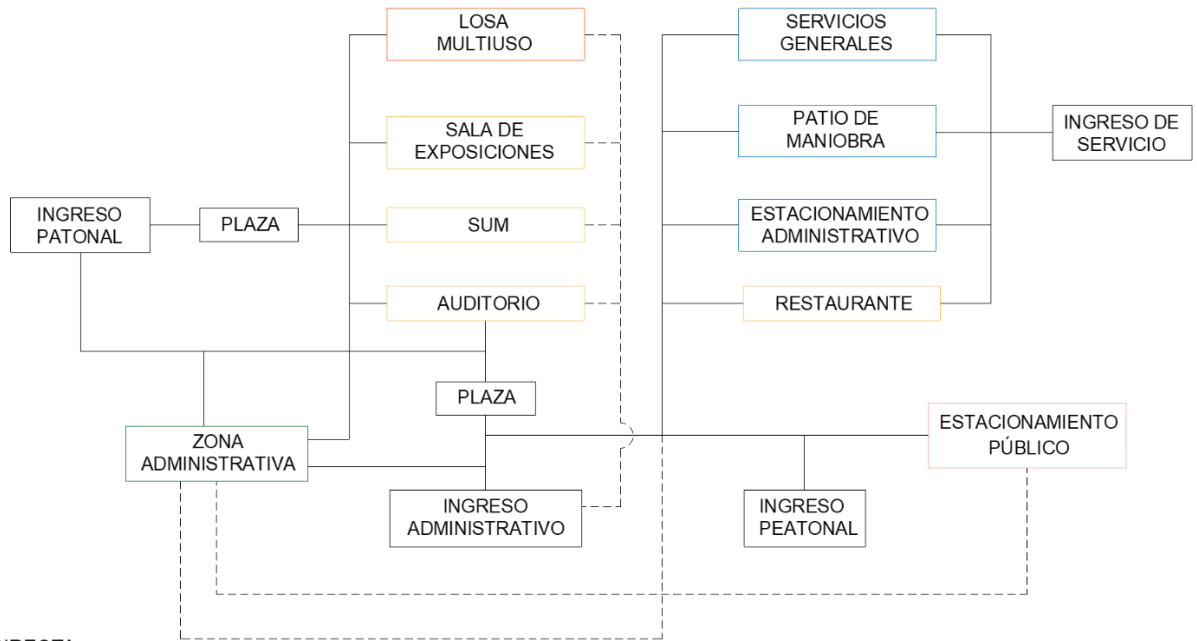 LOSA
MULTIUSO
SERVICIOS
GENERALES
SALA DE
EXPOSICIONES
PATIO DE
MANIOBRA
INGRESO DE
SERVICIO
INGRESO
PATONAL
PLAZA
SUM
ESTACIONAMIENTO
ADMINISTRATIVO
AUDITORIO
RESTAURANTE
PLAZA
ZONA
ADMINISTRATIVA
ESTACIONAMIENTO
PÚBLICO
INGRESO
ADMINISTRATIVO
INGRESO
PEATONAL